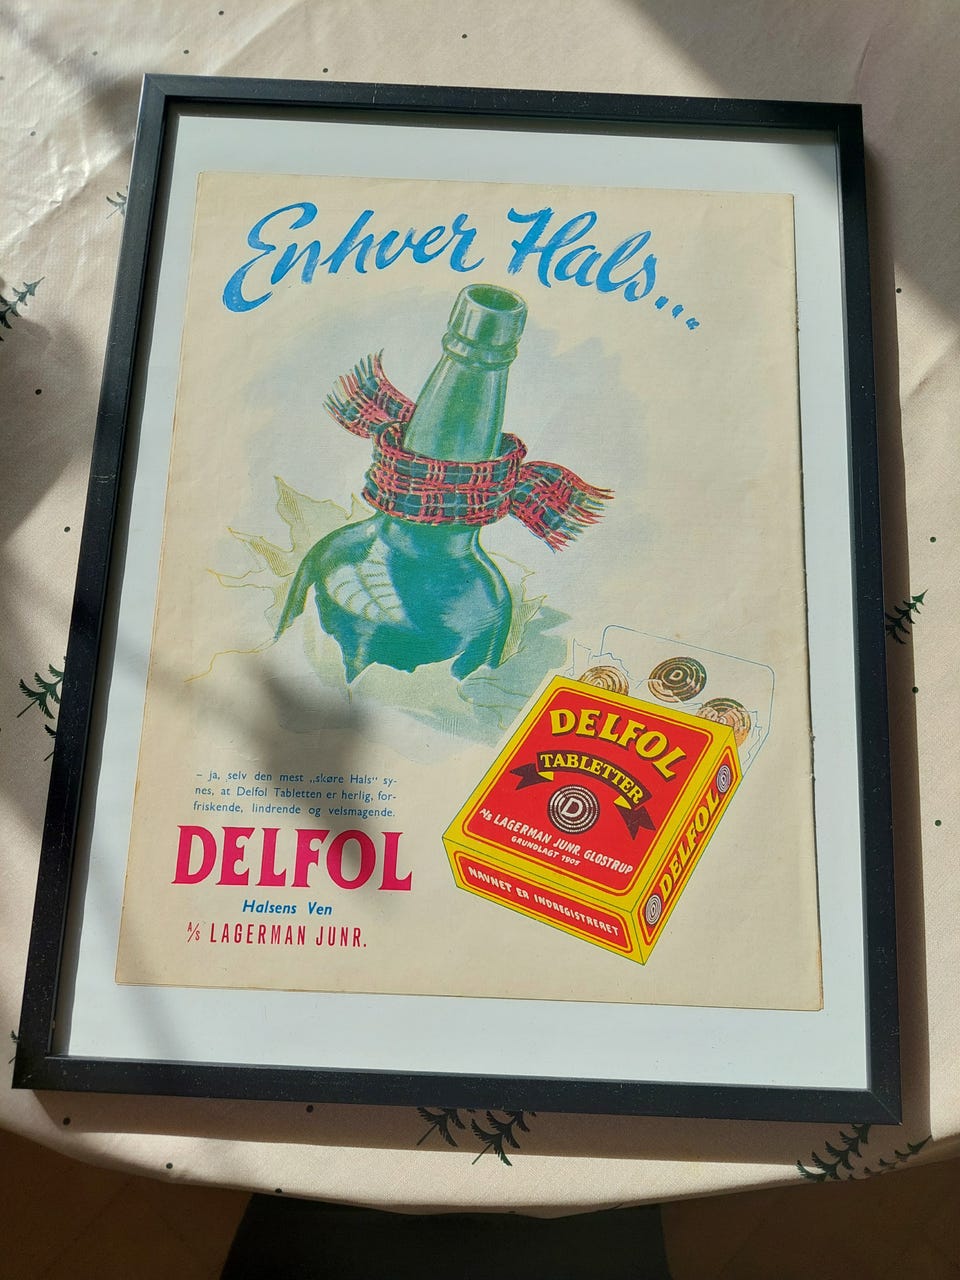 Enhver Hals...
– ja, selv den mest „skøre Hals“ sy-
nes, at Delfol Tabletten er herlig, for-
friskende, lindrende og velsmagende.
DELFOL
Halsens Ven
A/S LAGERMAN JUNR.
D
DELFOL
TABLETTER
D
A/S LAGERMAN JUNR. GLOSTRUP
GRUNDLAGT 1905
NAVNET ER INDREGISTRERET
DELFOL